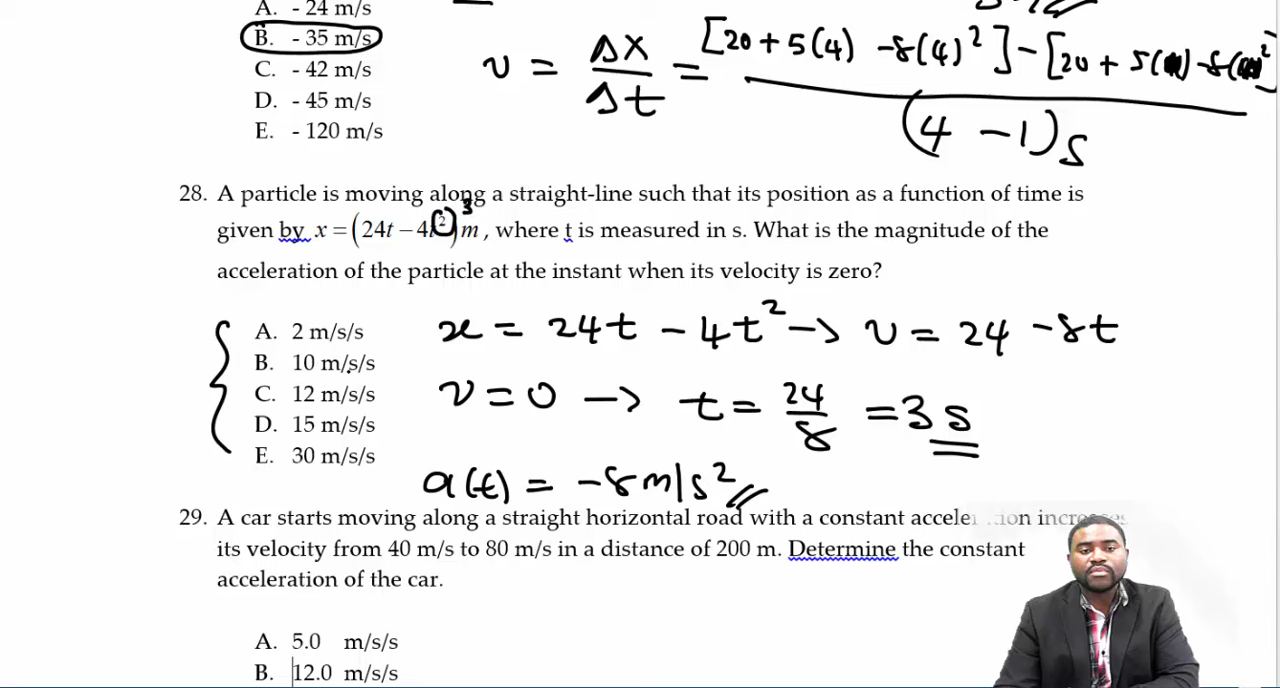 A. - 24 m/s
B. - 35 m/s
C. - 42 m/s
D. - 45 m/s
E. - 120 m/s
v = Δx/Δt = [20 + 5(4) - 8(4)²] - [20 + 5( ) - 8( )²]
(4 - 1)s
28. A particle is moving along a straight-line such that its position as a function of time is
given by x = (24t - 4t²)³ m, where t is measured in s. What is the magnitude of the
acceleration of the particle at the instant when its velocity is zero?
A. 2 m/s/s
B. 10 m/s/s
C. 12 m/s/s
D. 15 m/s/s
E. 30 m/s/s
x = 24t - 4t² → v = 24 - 8t
v = 0 → t = 24/8 = 3 s
a(t) = -8 m/s²
29. A car starts moving along a straight horizontal road with a constant acceleration increases
its velocity from 40 m/s to 80 m/s in a distance of 200 m. Determine the constant
acceleration of the car.
A. 5.0 m/s/s
B. 12.0 m/s/s